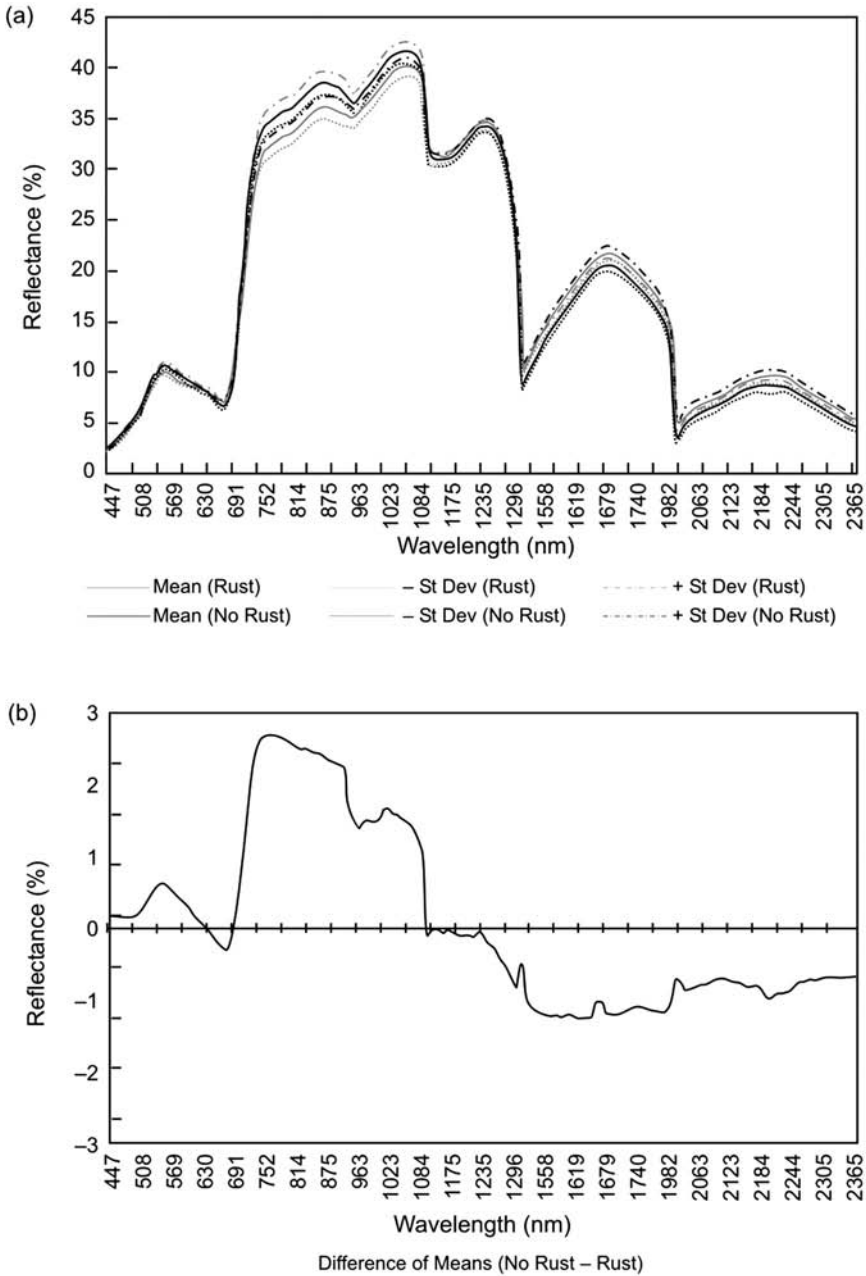 (a)
45
40
35
30
25
20
15
10
5
0
Reflectance (%)
447 508 569 630 691 752 814 875 963 1023 1084 1175 1235 1296 1558 1619 1679 1740 1982 2063 2123 2184 2244 2305 2365
Wavelength (nm)
Mean (Rust) – St Dev (Rust) + St Dev (Rust)
Mean (No Rust) – St Dev (No Rust) + St Dev (No Rust)
(b)
3
2
1
0
–1
–2
–3
Reflectance (%)
447 508 569 630 691 752 814 875 963 1023 1084 1175 1235 1296 1558 1619 1679 1740 1982 2063 2123 2184 2244 2305 2365
Wavelength (nm)
Difference of Means (No Rust – Rust)